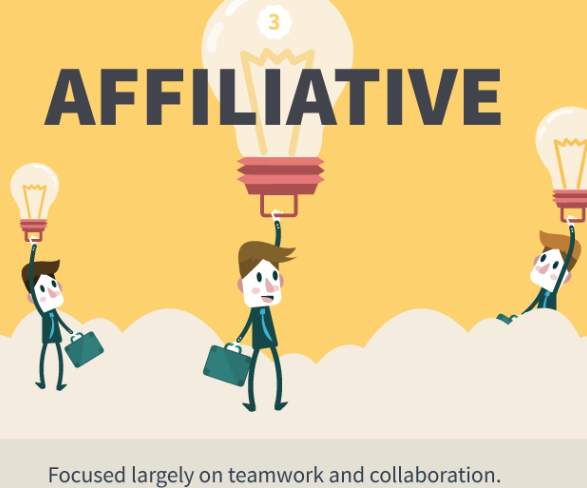 3
AFFILIATIVE
Focused largely on teamwork and collaboration.